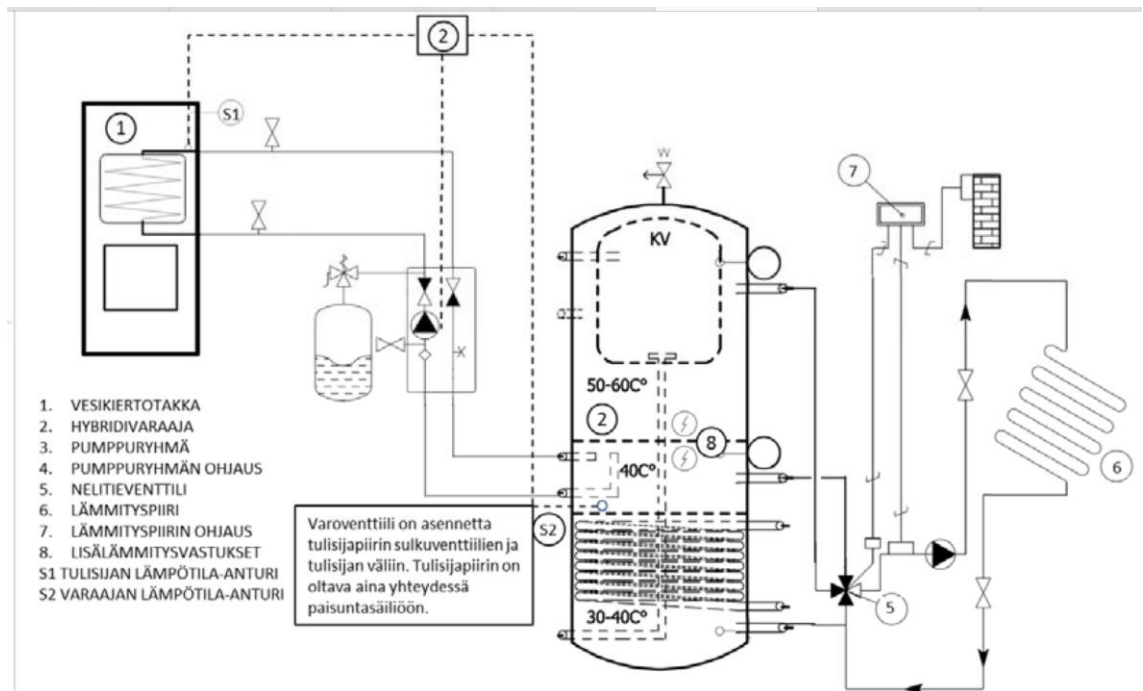 2
S1
1
W
7
KV
50-60C°
2
8
40C°
6
S2
30-40C°
5
1. VESIKIERTOTAKKA
2. HYBRIDIVARAAJA
3. PUMPPURYHMÄ
4. PUMPPURYHMÄN OHJAUS
5. NELITIEVENTTILI
6. LÄMMITYSPIIRI
7. LÄMMITYSPIIRIN OHJAUS
8. LISÄLÄMMITYSVASTUKSET
S1 TULISIJAN LÄMPÖTILA-ANTURI
S2 VARAAJAN LÄMPÖTILA-ANTURI
Varoventtiili on asennetta
tulisijapiirin sulkuventtiilien ja
tulisijan väliin. Tulisijapiirin on
oltava aina yhteydessä
paisuntasäiliöön.